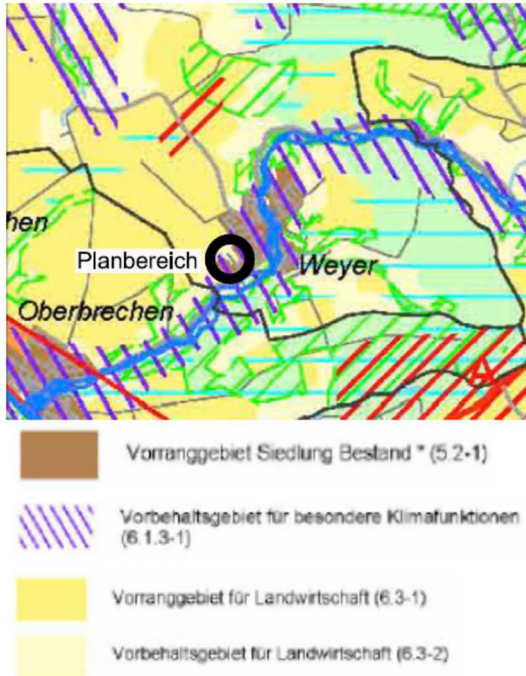 hen
Planbereich
Weyer
Oberbrechen
Vorranggebiet Siedlung Bestand * (5.2-1)
Vorbehaltsgebiet für besondere Klimafunktionen
(6.1.3-1)
Vorranggebiet für Landwirtschaft (6.3-1)
Vorbehaltsgebiet für Landwirtschaft (6.3-2)